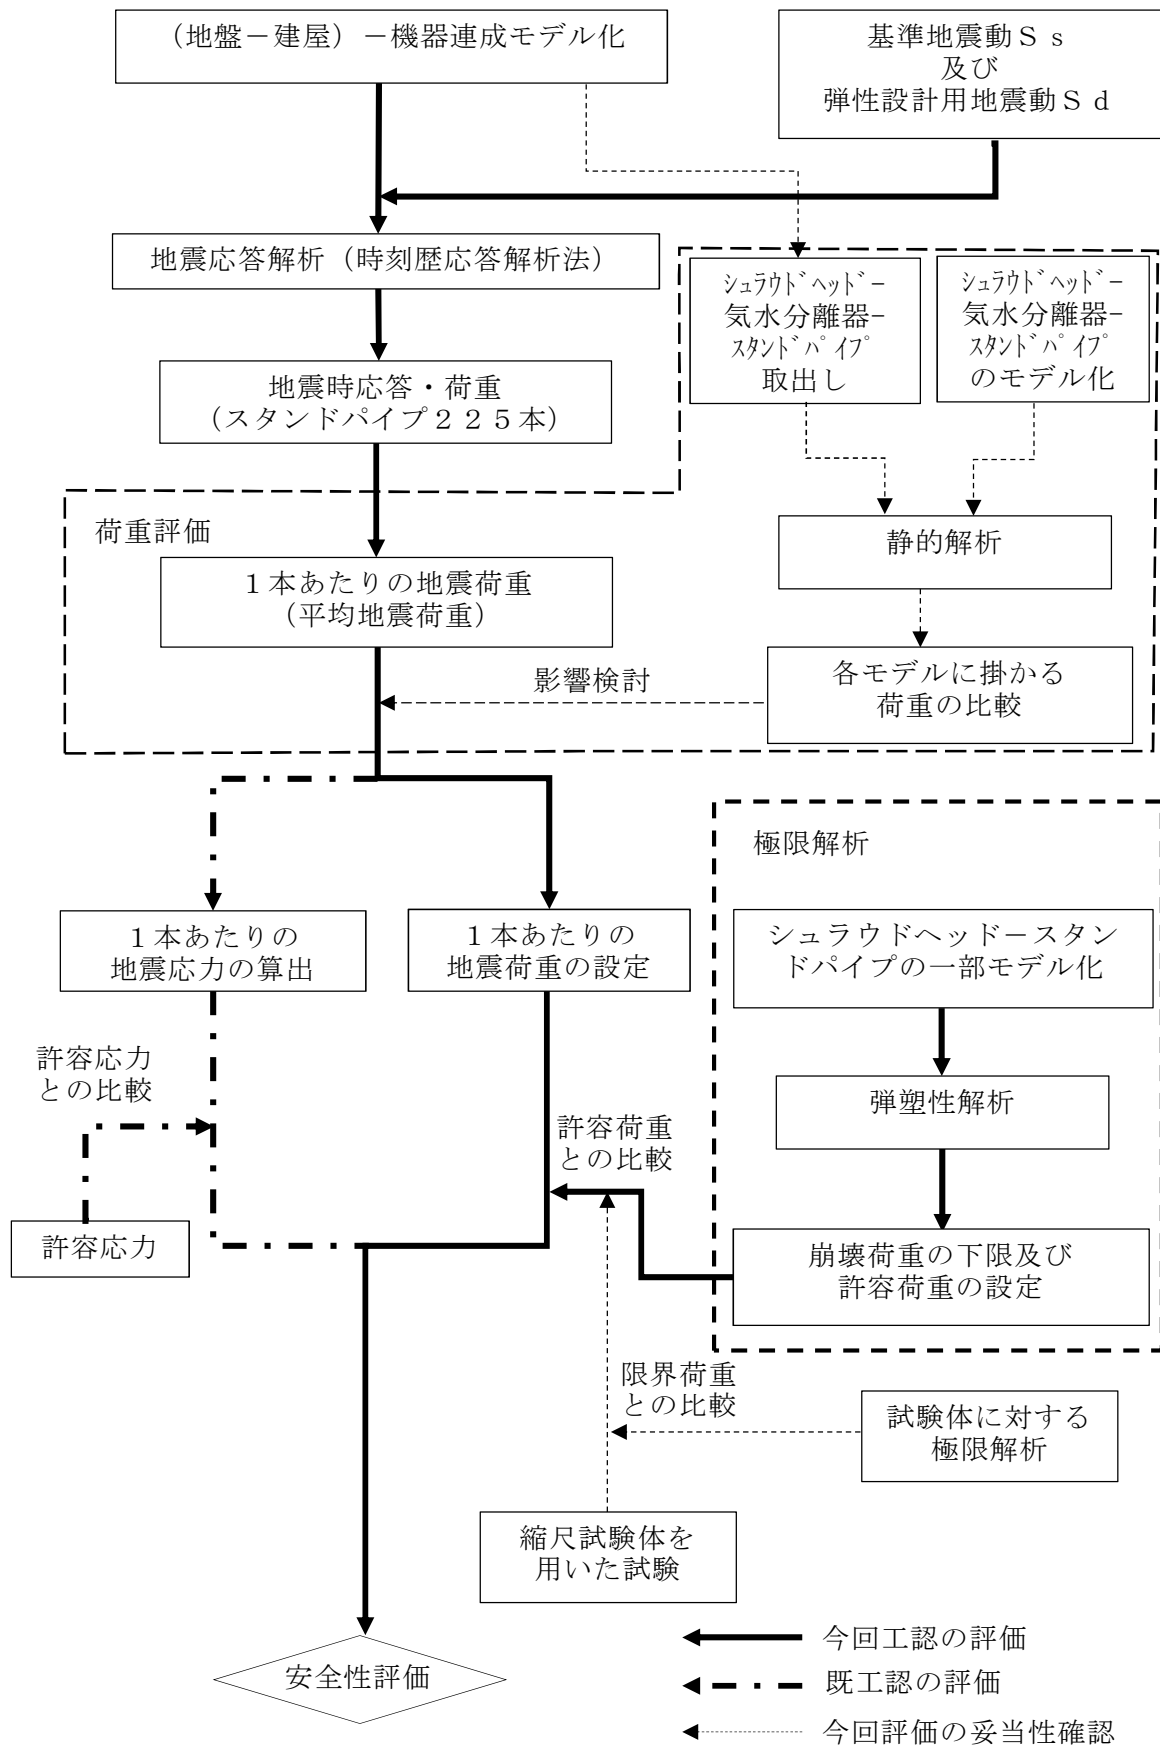 (地盤－建屋)－機器連成モデル化
基準地震動Ｓｓ
及び
弾性設計用地震動Ｓｄ
地震応答解析(時刻歴応答解析法)
ｼｭﾗｳﾄﾞﾍｯﾄﾞ－
気水分離器－
ｽﾀﾝﾄﾞﾊﾟｲﾌﾟ
取出し
ｼｭﾗｳﾄﾞﾍｯﾄﾞ－
気水分離器－
ｽﾀﾝﾄﾞﾊﾟｲﾌﾟ
のモデル化
地震時応答・荷重
(スタンドパイプ２２５本)
荷重評価
静的解析
１本あたりの地震荷重
(平均地震荷重)
影響検討
各モデルに掛かる
荷重の比較
極限解析
１本あたりの
地震応力の算出
１本あたりの
地震荷重の設定
シュラウドヘッド－スタン
ドパイプの一部モデル化
許容応力
との比較
弾塑性解析
許容荷重
との比較
許容応力
崩壊荷重の下限及び
許容荷重の設定
限界荷重
との比較
試験体に対する
極限解析
縮尺試験体を
用いた試験
安全性評価
今回工認の評価
既工認の評価
今回評価の妥当性確認